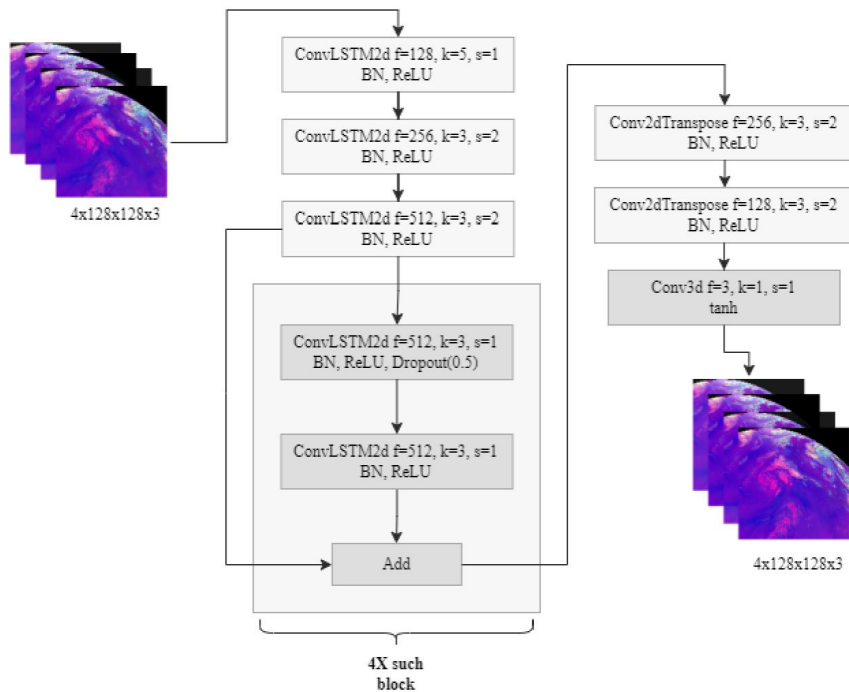 4x128x128x3
ConvLSTM2d f=128, k=5, s=1
BN, ReLU
ConvLSTM2d f=256, k=3, s=2
BN, ReLU
ConvLSTM2d f=512, k=3, s=2
BN, ReLU
ConvLSTM2d f=512, k=3, s=1
BN, ReLU, Dropout(0.5)
ConvLSTM2d f=512, k=3, s=1
BN, ReLU
Add
4X such
block
Conv2dTranspose f=256, k=3, s=2
BN, ReLU
Conv2dTranspose f=128, k=3, s=2
BN, ReLU
Conv3d f=3, k=1, s=1
tanh
4x128x128x3